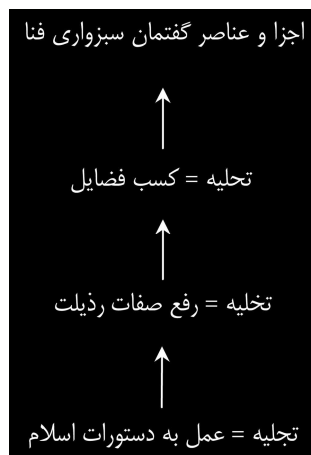 اجزا و عناصر گفتمان سبزواری فنا
تحلیه = کسب فضایل
تخلیه = رفع صفات رذیلت
تجلیه = عمل به دستورات اسلام